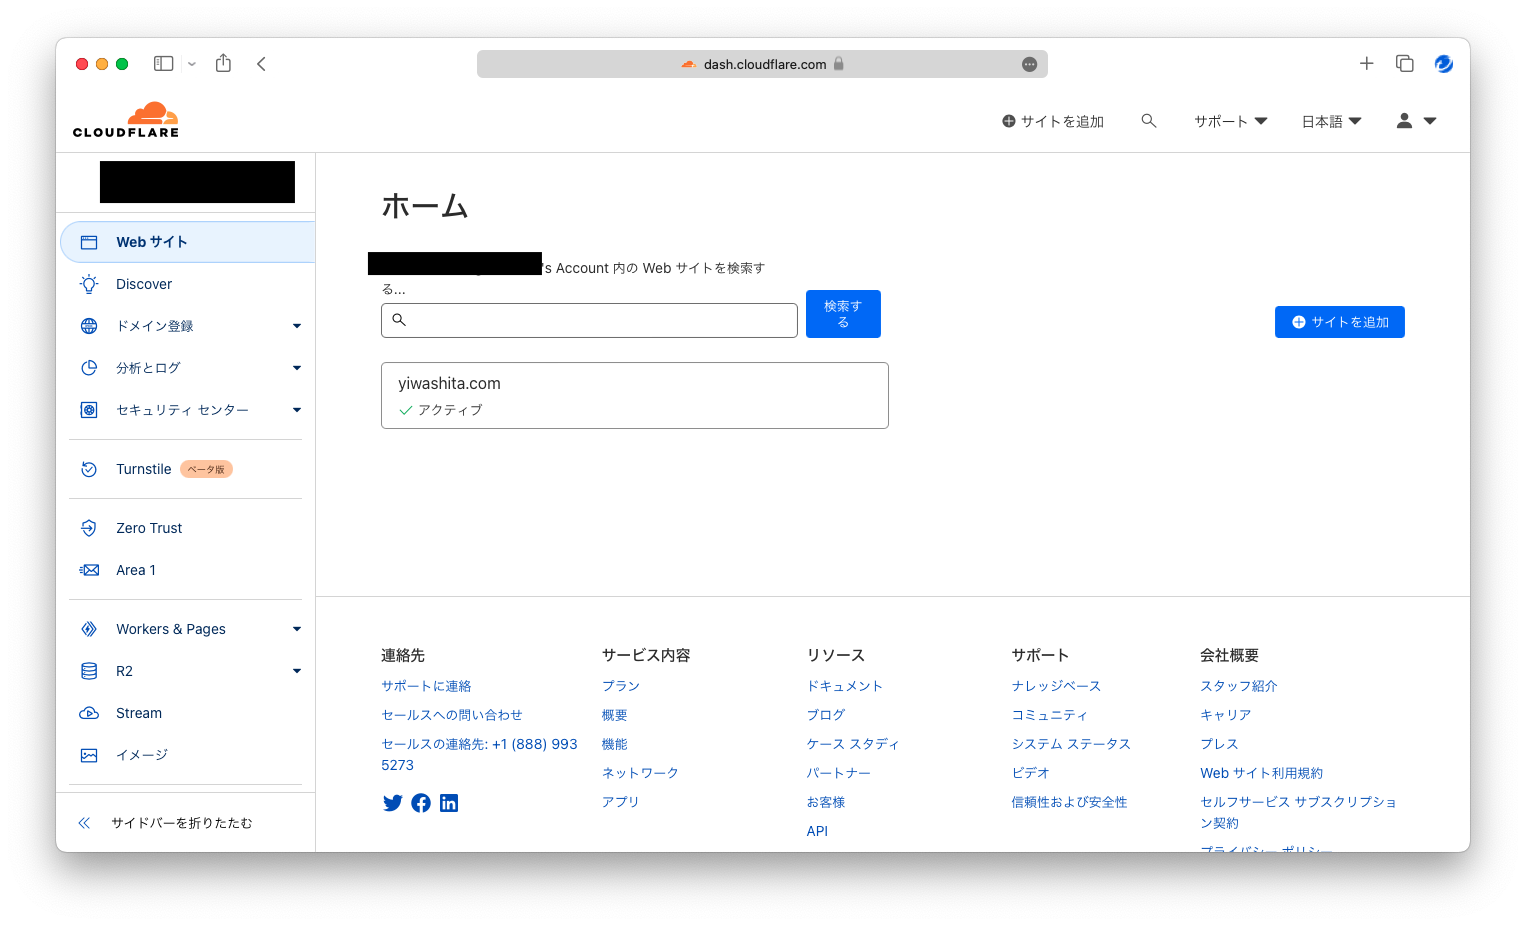 dash.cloudflare.com
CLOUDFLARE
サイトを追加
サポート
日本語
Web サイト
Discover
ドメイン登録
分析とログ
セキュリティ センター
Turnstile ベータ版
Zero Trust
Area 1
Workers & Pages
R2
Stream
イメージ
サイドバーを折りたたむ
ホーム
's Account 内の Web サイトを検索す
る...
検索す
る
サイトを追加
yiwashita.com
アクティブ
連絡先
サポートに連絡
セールスへの問い合わせ
セールスの連絡先: +1 (888) 993
5273
サービス内容
プラン
概要
機能
ネットワーク
アプリ
リソース
ドキュメント
ブログ
ケース スタディ
パートナー
お客様
API
サポート
ナレッジベース
コミュニティ
システム ステータス
ビデオ
信頼性および安全性
会社概要
スタッフ紹介
キャリア
プレス
Web サイト利用規約
セルフサービス サブスクリプショ
ン契約
プライバシー ポリシー